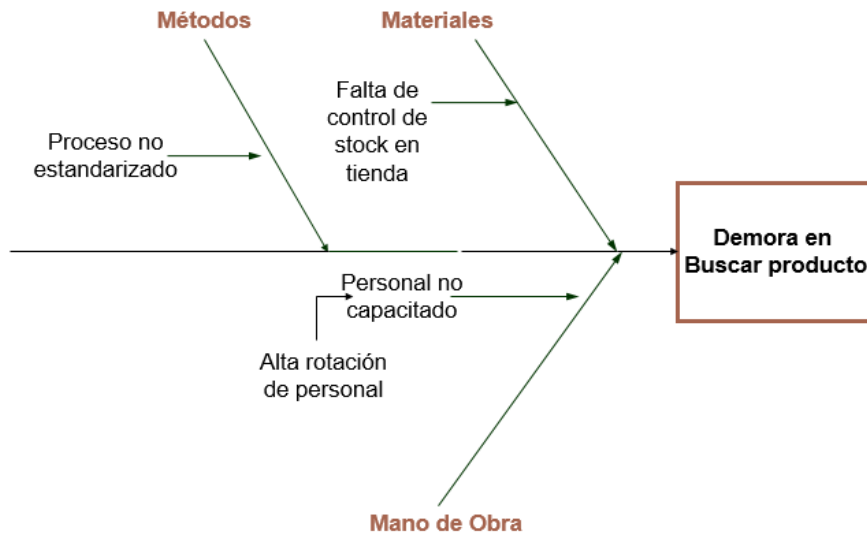 Métodos
Materiales
Falta de
control de
stock en
tienda
Proceso no
estandarizado
Demora en
Buscar producto
Personal no
capacitado
Alta rotación
de personal
Mano de Obra